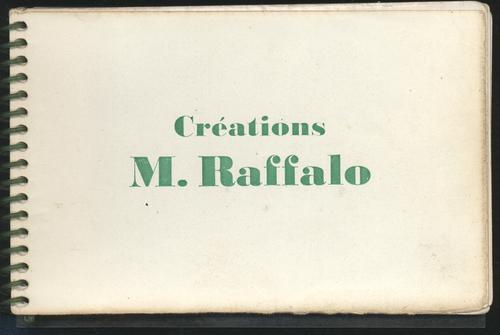 Créations
M. Raffalo